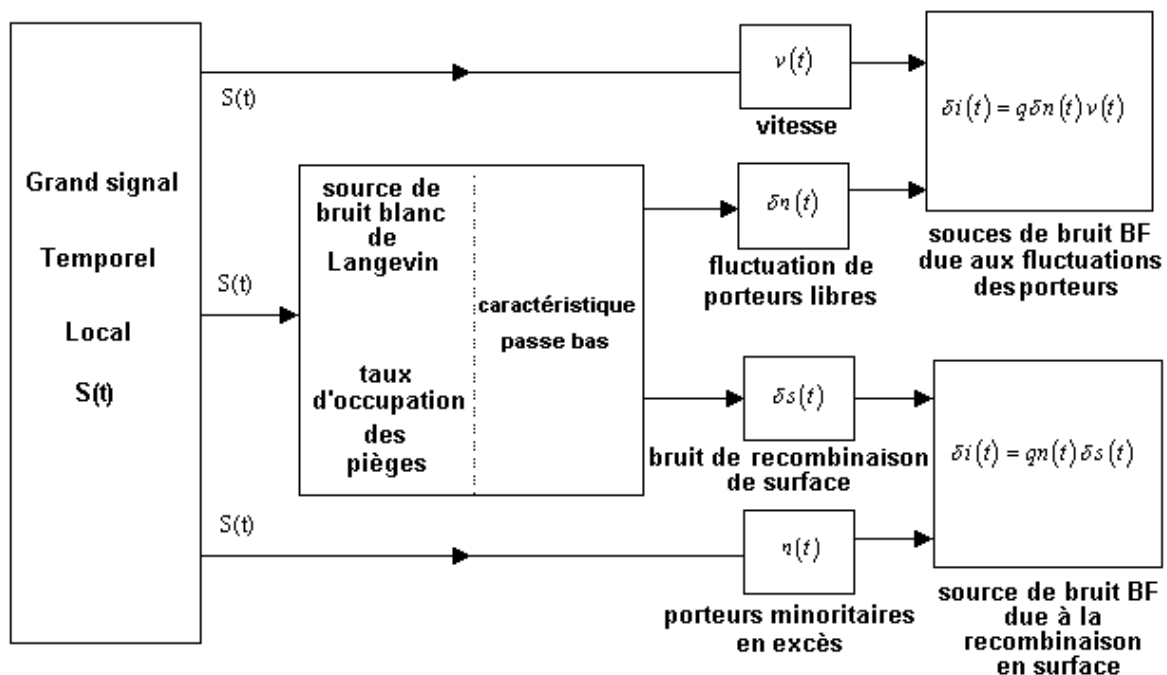 Grand signal
Temporel
Local
S(t)
S(t)
v(t)
vitesse
δi(t) = qδn(t)v(t)
souces de bruit BF
due aux fluctuations
des porteurs
S(t)
source de
bruit blanc
de
Langevin
taux
d'occupation
des
pièges
caractéristique
passe bas
δn(t)
fluctuation de
porteurs libres
δs(t)
bruit de recombinaison
de surface
δi(t) = qn(t)δs(t)
source de bruit BF
due à la
recombinaison
en surface
S(t)
n(t)
porteurs minoritaires
en excès